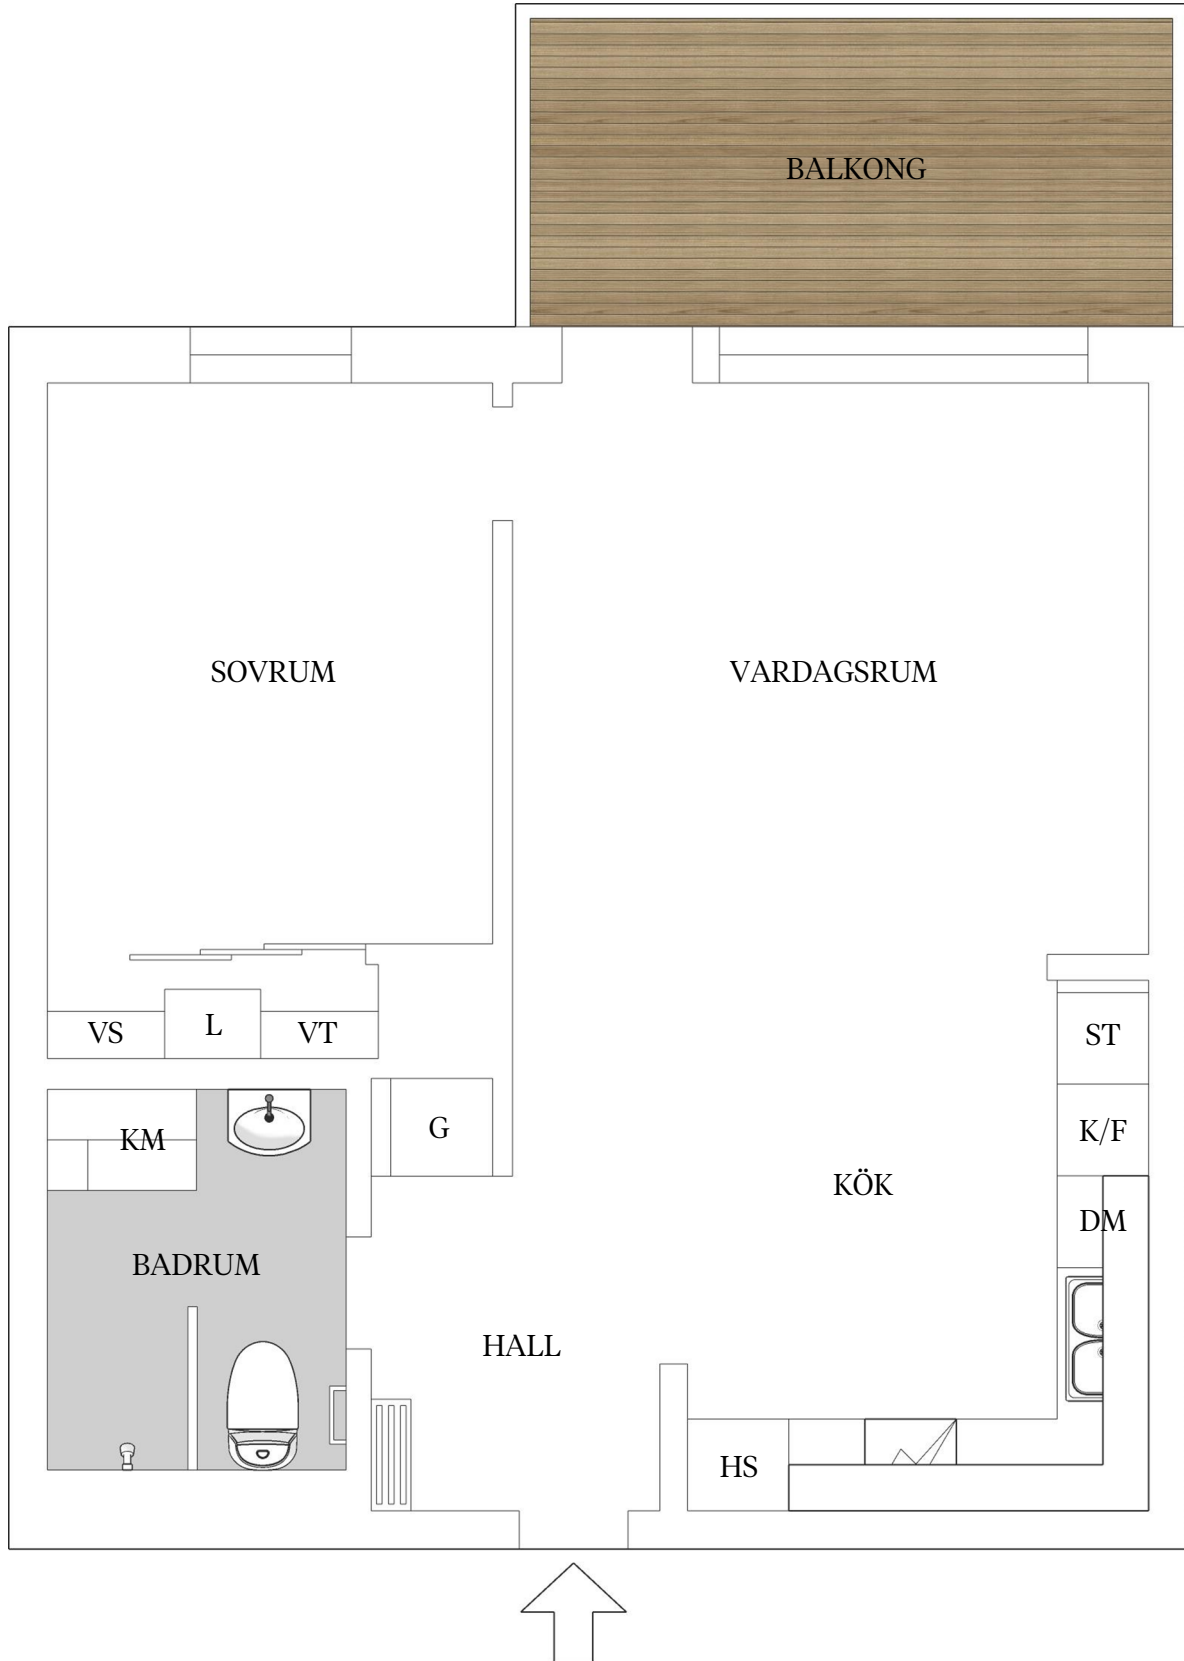 BALKONG
SOVRUM
VARDAGSRUM
VS
L
VT
ST
KM
G
K/F
KÖK
DM
BADRUM
HALL
HS